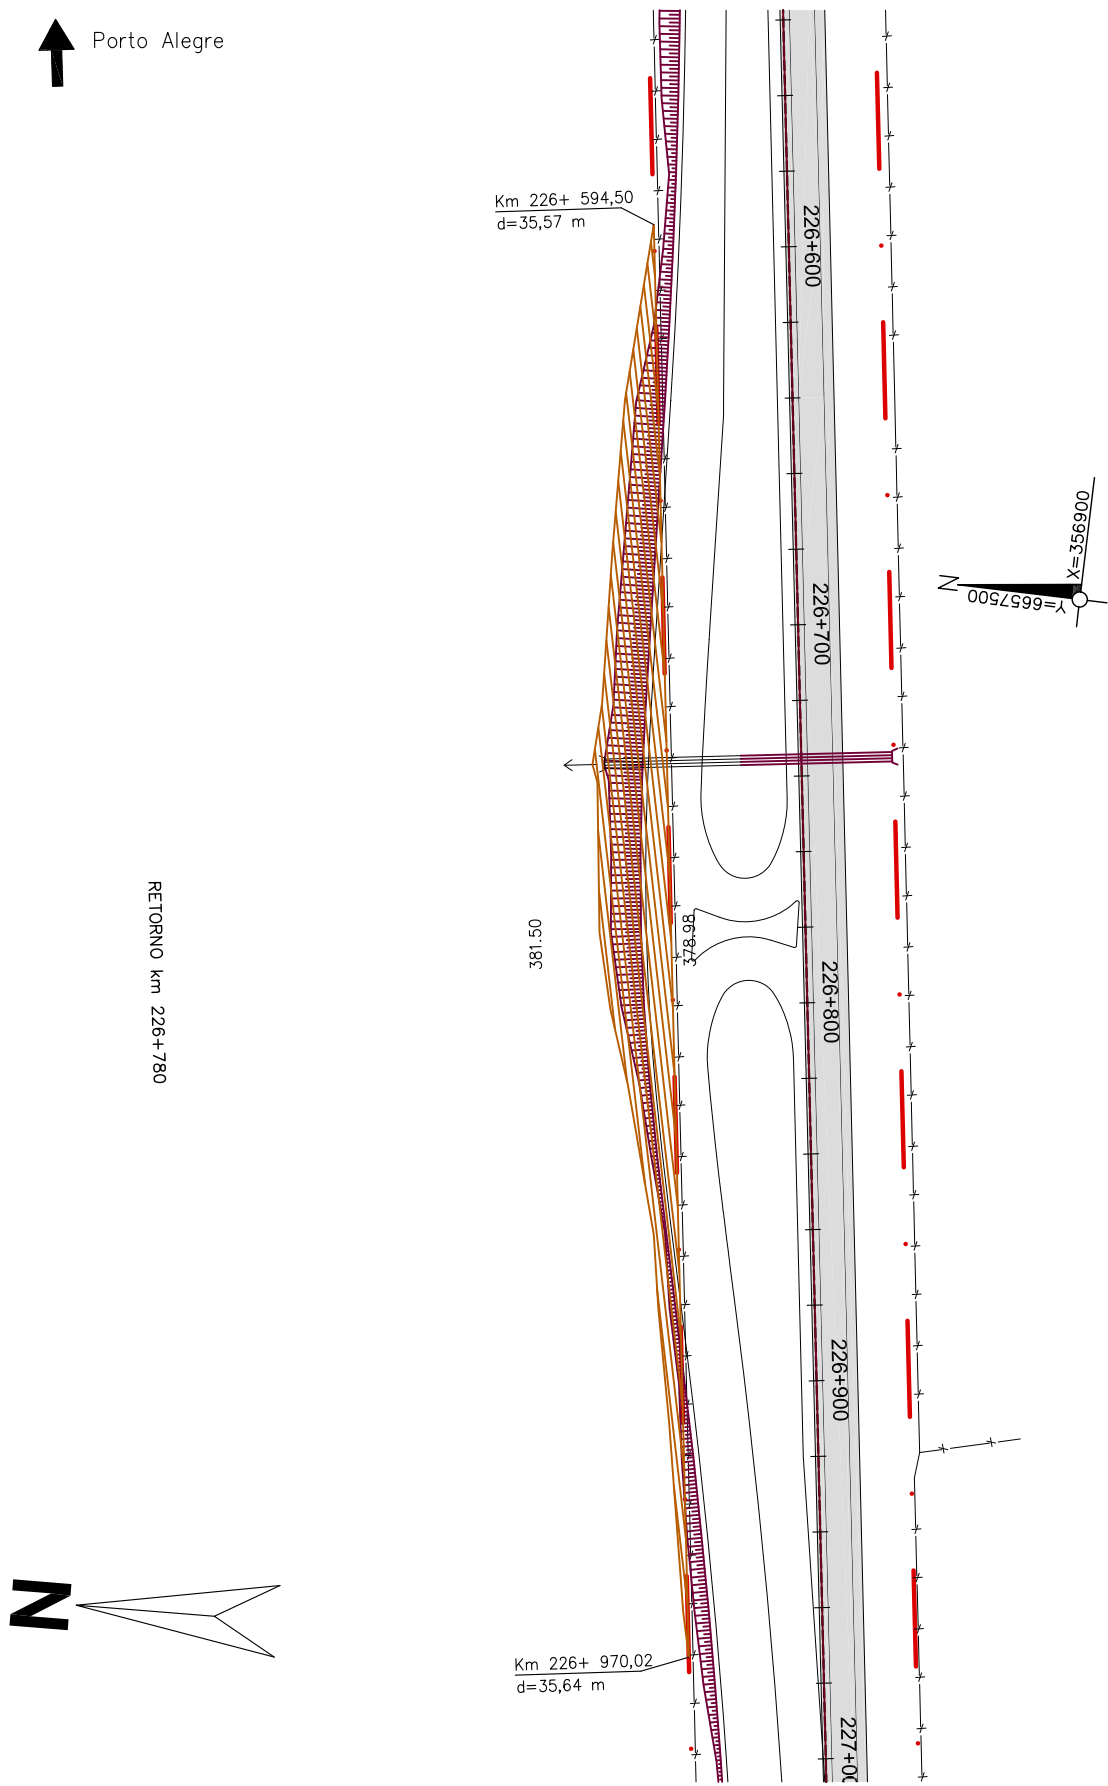 Porto Alegre
Km 226+ 594,50
d=35,57 m
226+600
X=356900
N
Y=6657500
226+700
RETORNO km 226+780
381.50
378.98
226+800
226+900
N
Km 226+ 970,02
d=35,64 m